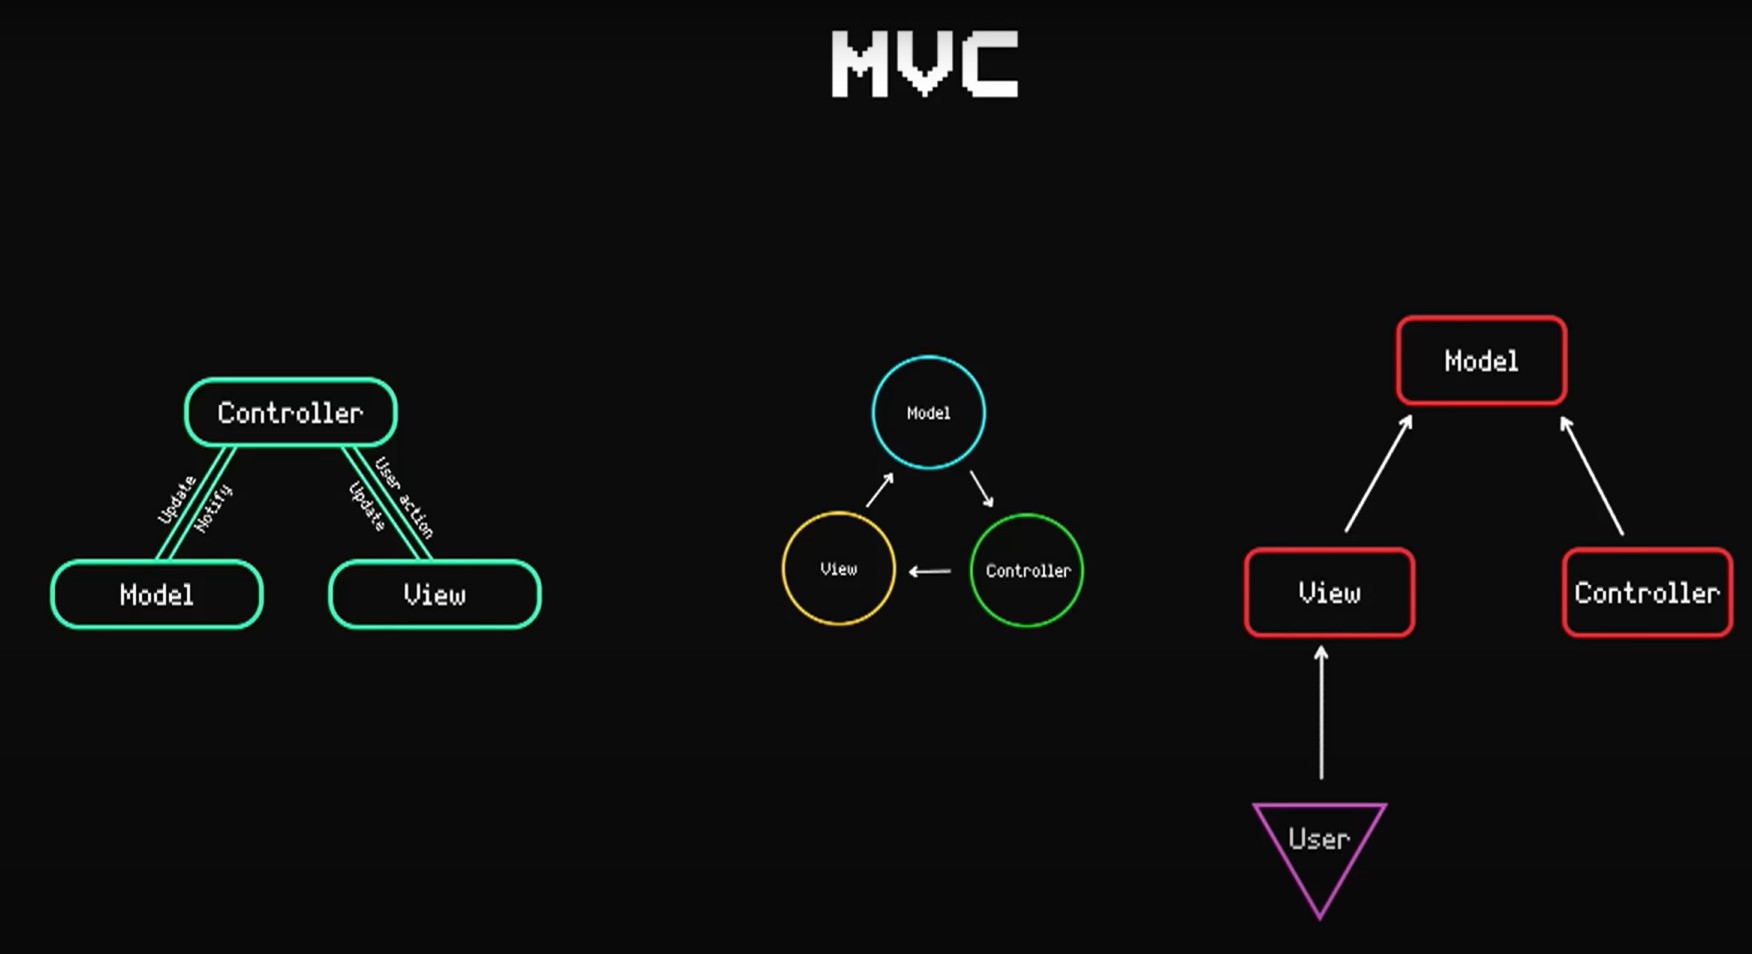 MVC
Controller
Update
Notify
Update
User action
Model
View
Model
View
Controller
Model
View
Controller
User